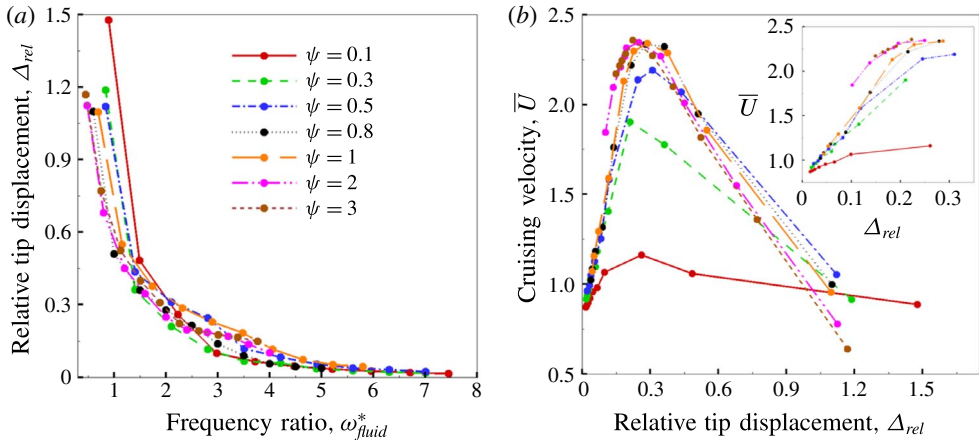 (a)
Relative tip displacement, Δrel
1.5
1.2
0.9
0.6
0.3
0
1 2 3 4 5 6 7 8
Frequency ratio, ω*fluid
ψ = 0.1
ψ = 0.3
ψ = 0.5
ψ = 0.8
ψ = 1
ψ = 2
ψ = 3
(b)
Cruising velocity, U̅
2.5
2.0
1.5
1.0
0.5
0 0.3 0.6 0.9 1.2 1.5
Relative tip displacement, Δrel
U̅
2.5
2.0
1.5
1.0
0 0.1 0.2 0.3
Δrel